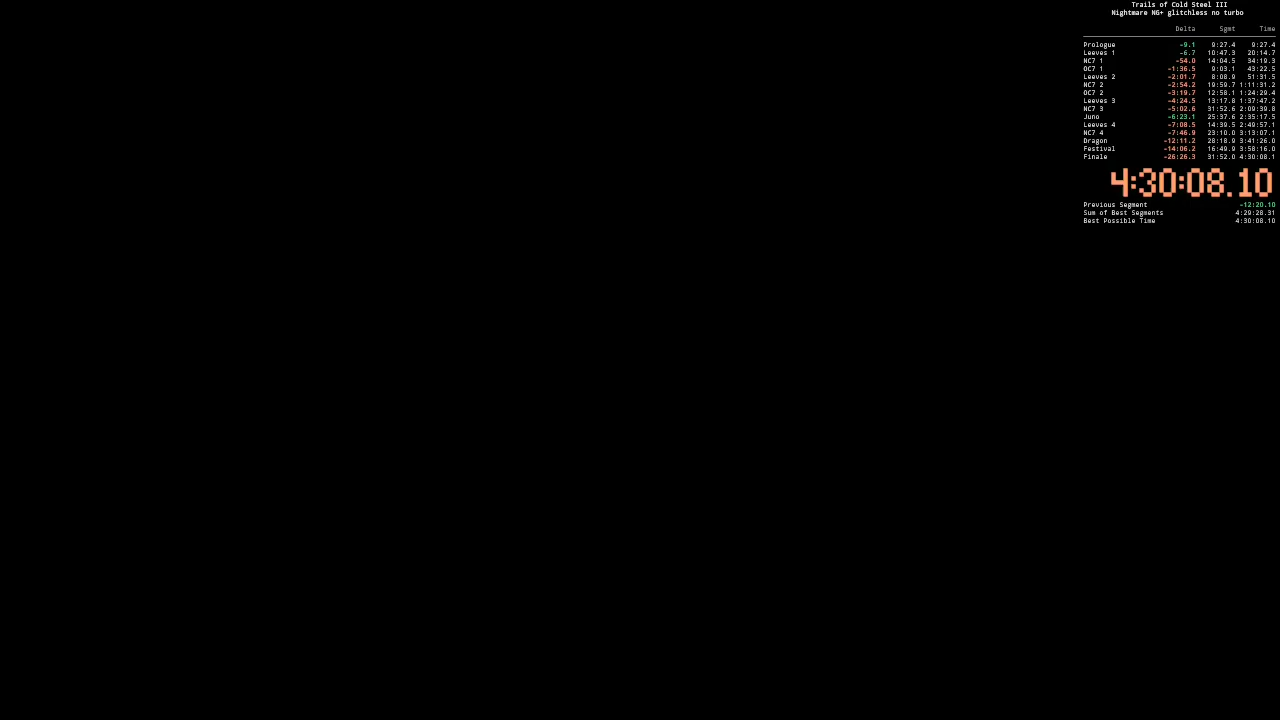 Trails of Cold Steel III
Nightmare NG+ glitchless no turbo
Delta Sgmt Time
Prologue -9.1 9:27.4 9:27.4
Leeves 1 -6.7 10:47.3 20:14.7
NC7 1 -54.0 14:04.5 34:19.3
OC7 1 -1:36.5 9:03.1 43:22.5
Leeves 2 -2:01.7 8:08.9 51:31.5
NC7 2 -2:54.2 19:59.7 1:11:31.2
OC7 2 -3:19.7 12:58.1 1:24:29.4
Leeves 3 -4:24.5 13:17.8 1:37:47.2
NC7 3 -5:02.6 31:52.6 2:09:39.8
Juno -6:23.1 25:37.6 2:35:17.5
Leeves 4 -7:08.5 14:39.5 2:49:57.1
NC7 4 -7:46.9 23:10.0 3:13:07.1
Dragon -12:11.2 28:18.9 3:41:26.0
Festival -14:06.2 16:49.9 3:58:16.0
Finale -26:26.3 31:52.0 4:30:08.1
4:30:08.10
Previous Segment -12:20.10
Sum of Best Segments 4:29:28.31
Best Possible Time 4:30:08.10